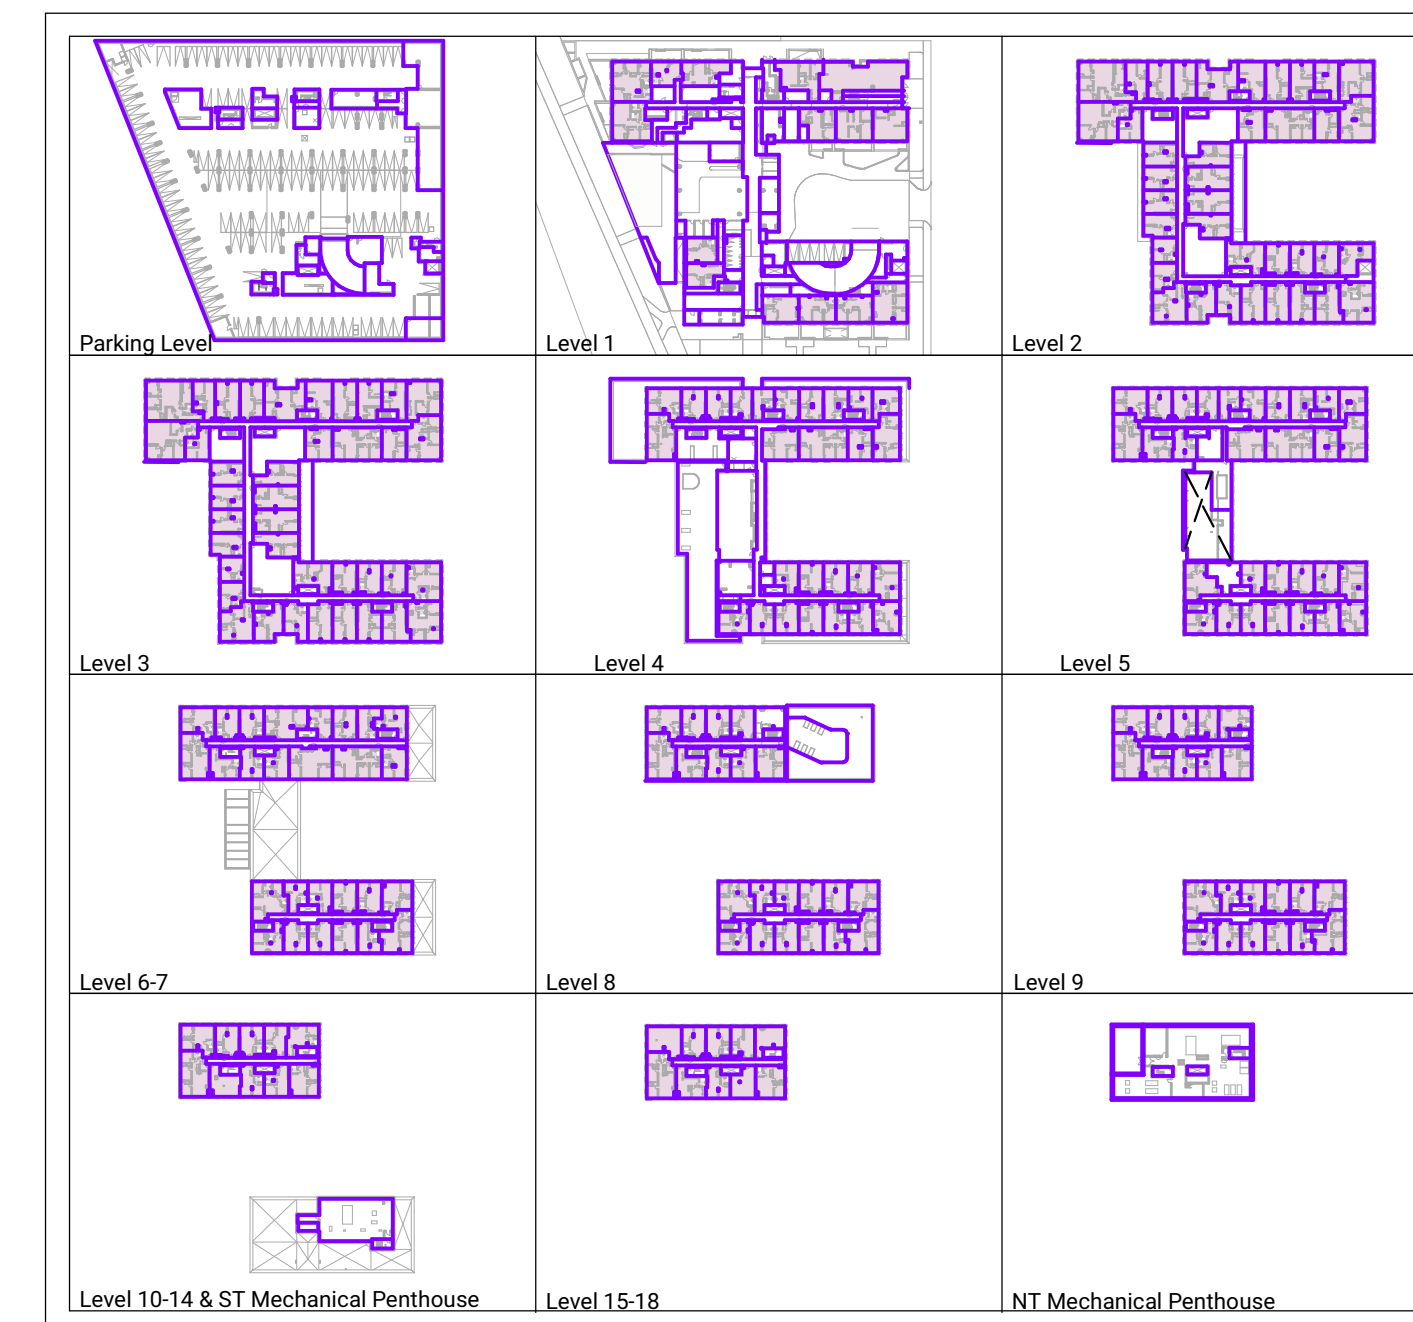 Parking Level
Level 1
Level 2
Level 3
Level 4
Level 5
Level 6-7
Level 8
Level 9
Level 10-14 & ST Mechanical Penthouse
Level 15-18
NT Mechanical Penthouse